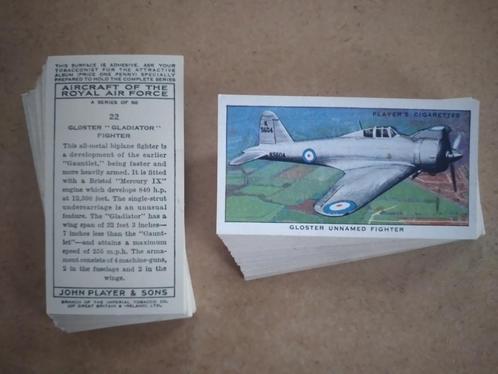 THIS SURFACE IS ADHESIVE. ASK YOUR
TOBACCONIST FOR THE ATTRACTIVE
ALBUM (PRICE ONE PENNY) SPECIALLY
PREPARED TO HOLD THE COMPLETE SERIES
AIRCRAFT OF THE
ROYAL AIR FORCE
A SERIES OF 50
22
GLOSTER "GLADIATOR"
FIGHTER
This all-metal biplane fighter is
a development of the earlier
"Gauntlet," being faster and
more heavily armed. It is fitted
with a Bristol "Mercury IX"
engine which develops 840 h.p.
at 12,300 feet. The single-strut
undercarriage is an unusual
feature. The "Gladiator" has a
wing span of 32 feet 3 inches—
7 inches less than the "Gaunt-
let"—and attains a maximum
speed of 255 m.p.h. The arma-
ment consists of 4 machine-guns,
2 in the fuselage and 2 in the
wings.
JOHN PLAYER & SONS
BRANCH OF THE IMPERIAL TOBACCO CO.
(OF GREAT BRITAIN & IRELAND), LTD.
PLAYER'S CIGARETTES
K
5604
K5604
GLOSTER UNNAMED FIGHTER